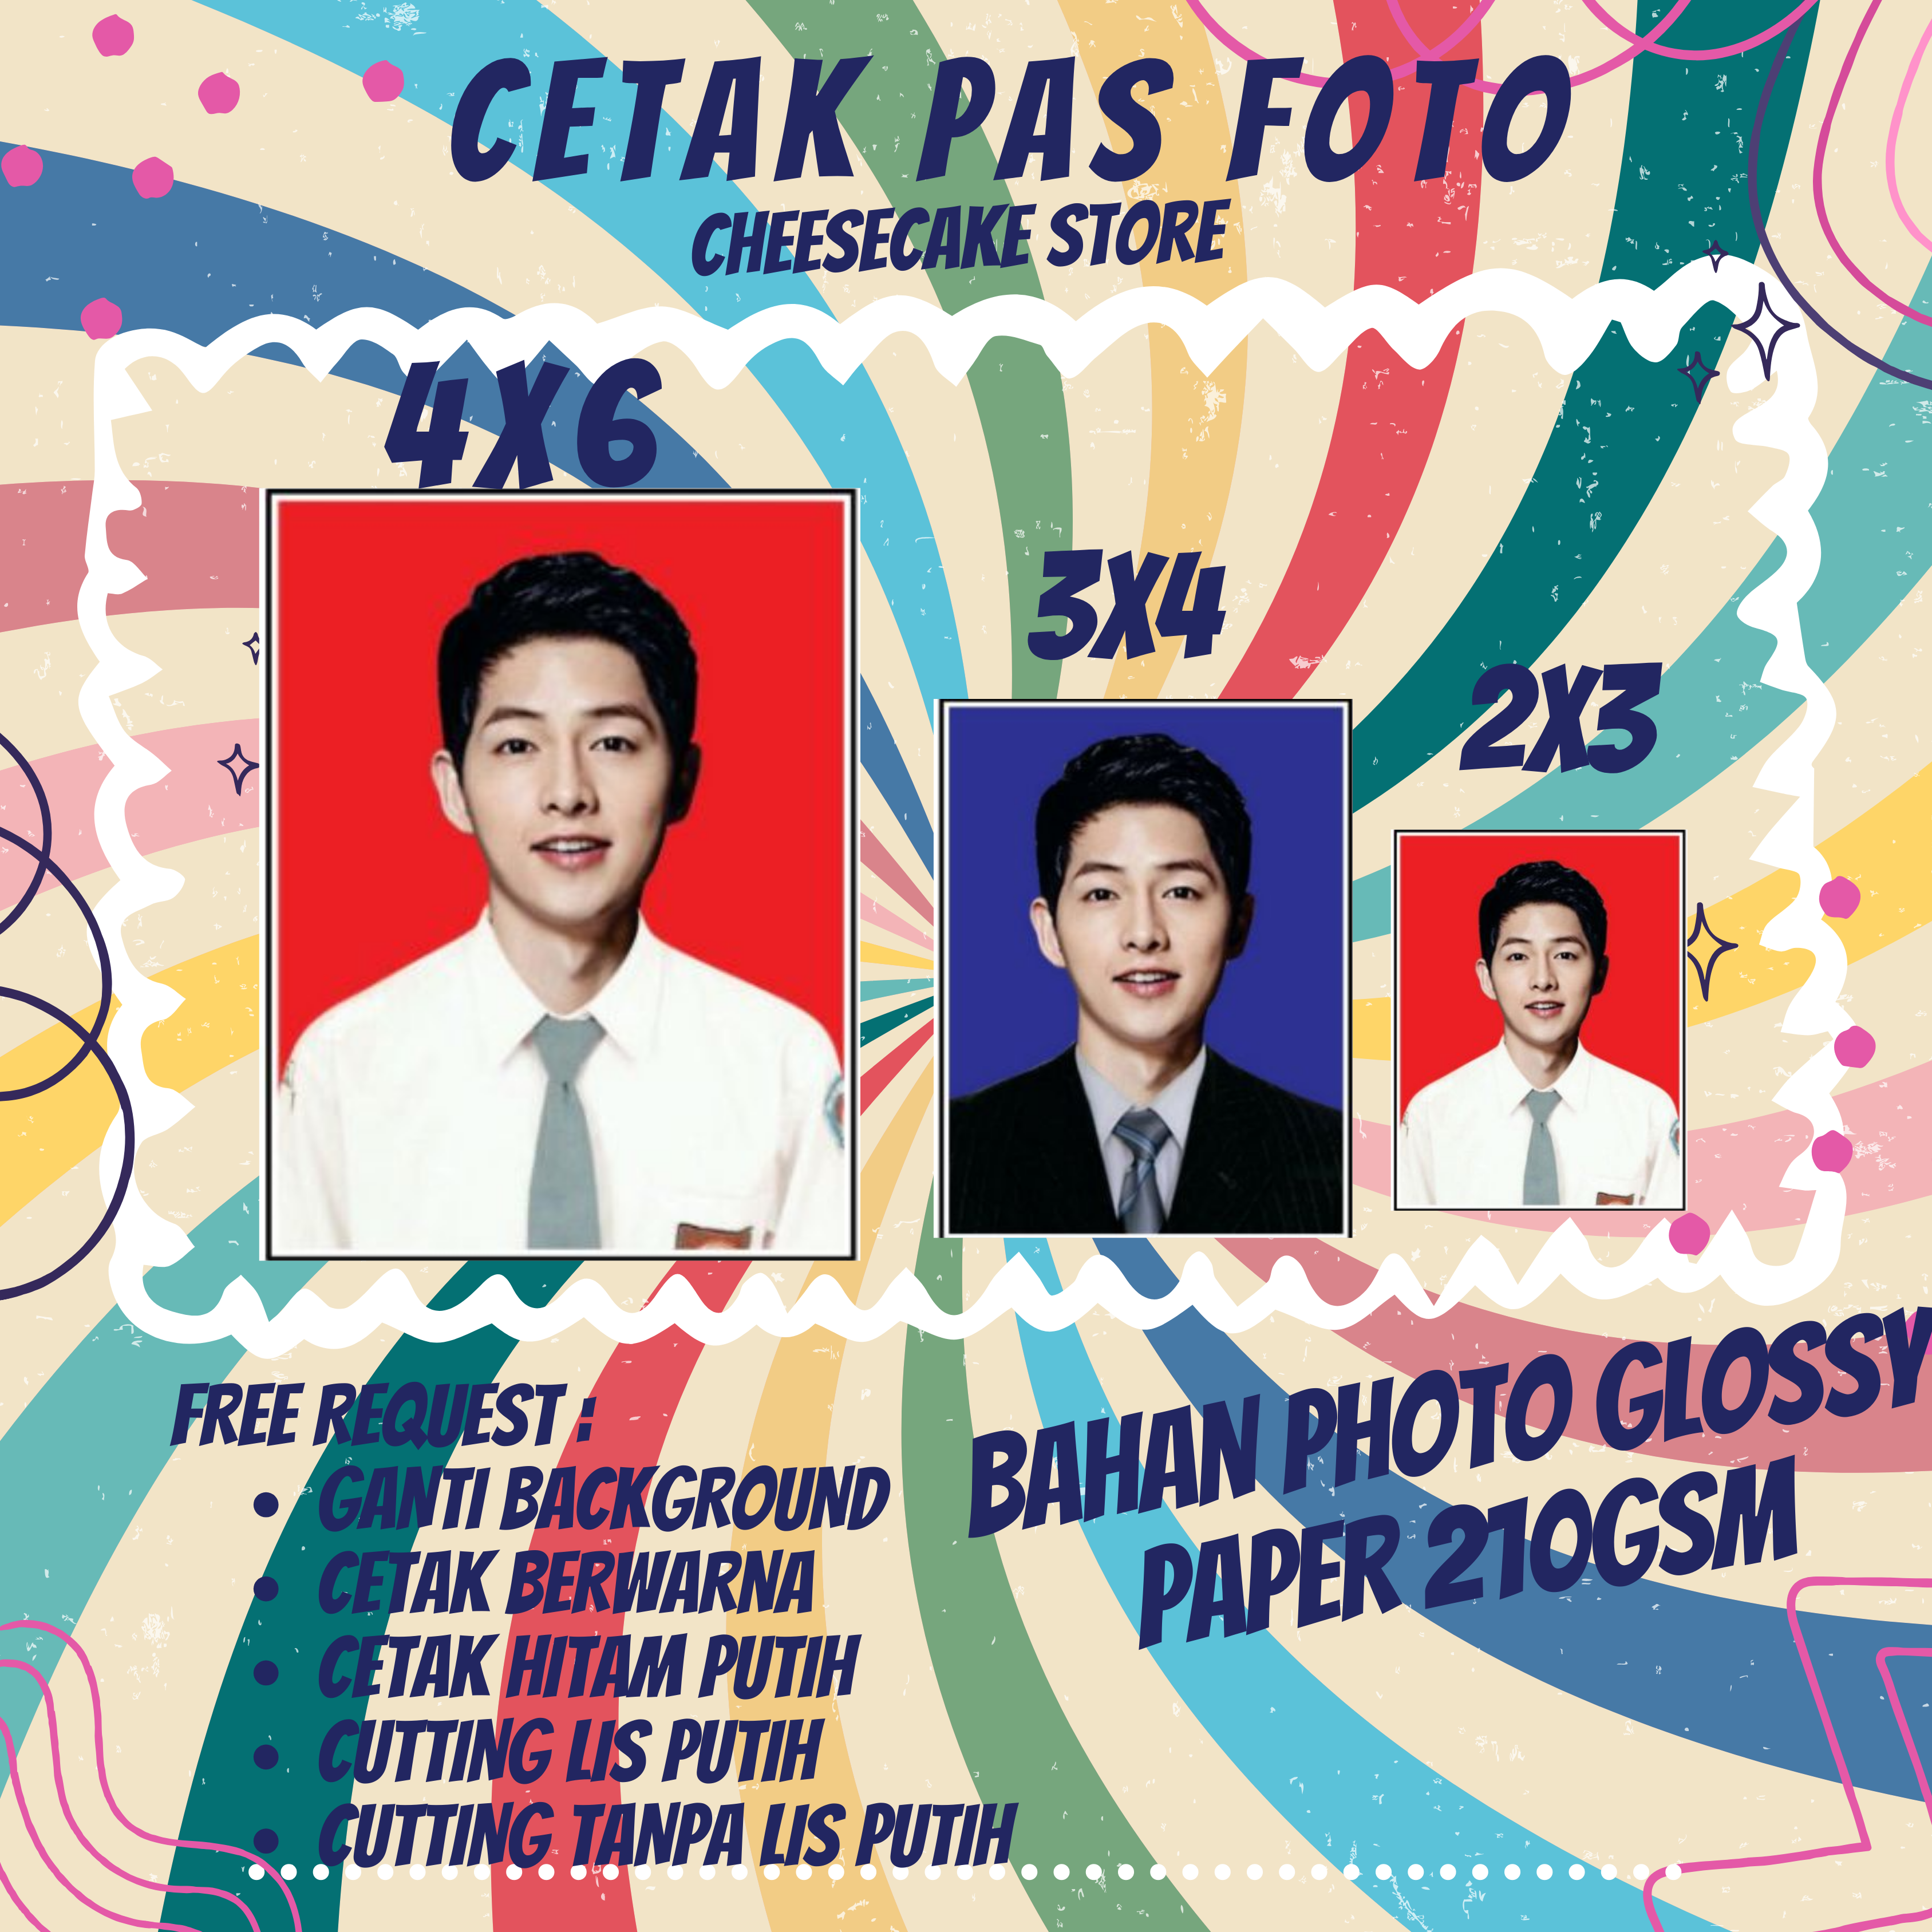 CETAK PAS FOTO
CHEESECAKE STORE
4X6
3X4
2X3
FREE REQUEST :
• GANTI BACKGROUND
• CETAK BERWARNA
• CETAK HITAM PUTIH
• CUTTING LIS PUTIH
• CUTTING TANPA LIS PUTIH
BAHAN PHOTO GLOSSY
PAPER 210GSM